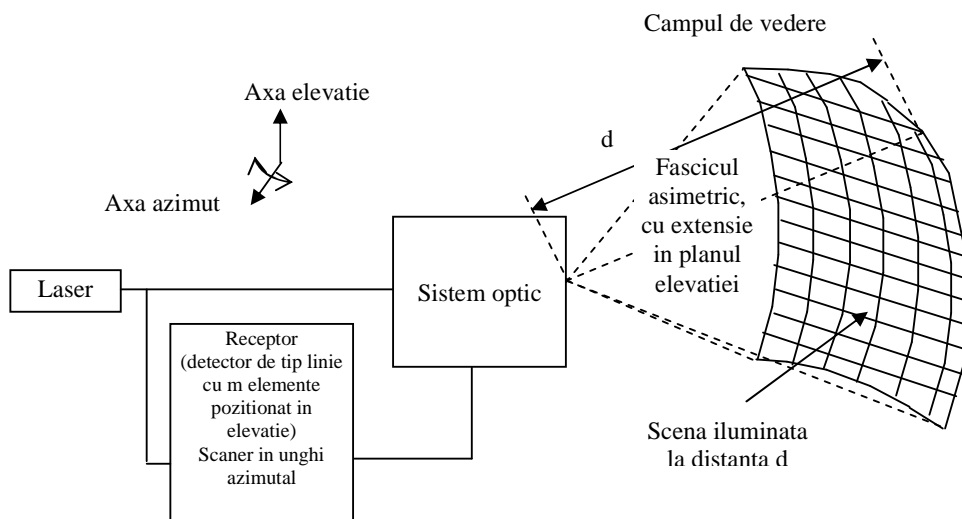 Campul de vedere
Axa elevatie
d
Fascicul
asimetric,
cu extensie
in planul
elevatiei
Axa azimut
Laser
Sistem optic
Receptor
(detector de tip linie
cu m elemente
pozitionat in
elevatie)
Scaner in unghi
azimutal
Scena iluminata
la distanta d